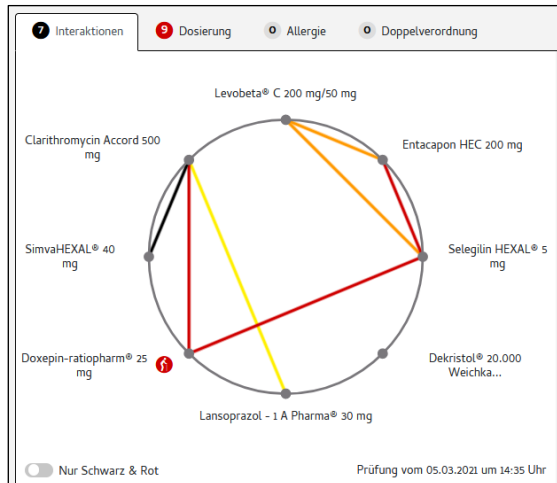 7 Interaktionen 9 Dosierung 0 Allergie 0 Doppelverordnung
Levobeta® C 200 mg/50 mg
Clarithromycin Accord 500
mg
Entacapon HEC 200 mg
SimvaHEXAL® 40
mg
Selegilin HEXAL® 5
mg
Doxepin-ratiopharm® 25
mg
Dekristol® 20.000
Weichka...
Lansoprazol - 1 A Pharma® 30 mg
Nur Schwarz & Rot
Prüfung vom 05.03.2021 um 14:35 Uhr